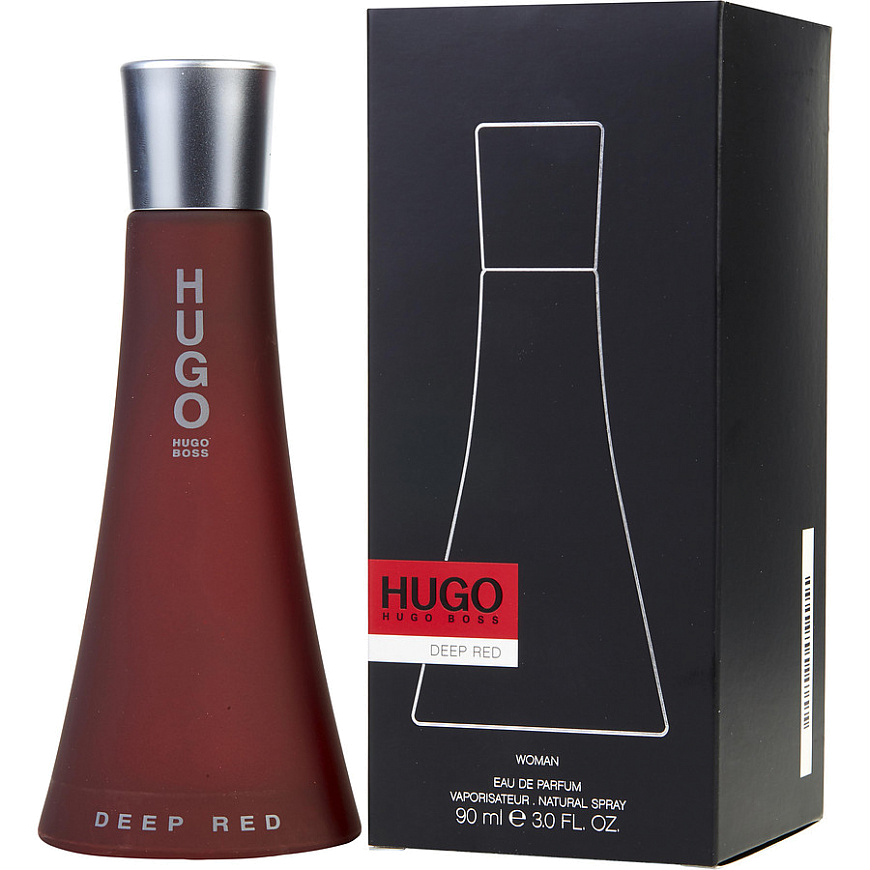 HUGO
HUGO
BOSS
DEEP RED
HUGO
HUGO BOSS
DEEP RED
WOMAN
EAU DE PARFUM
VAPORISATEUR . NATURAL SPRAY
90 ml ℮ 3.0 FL. OZ.